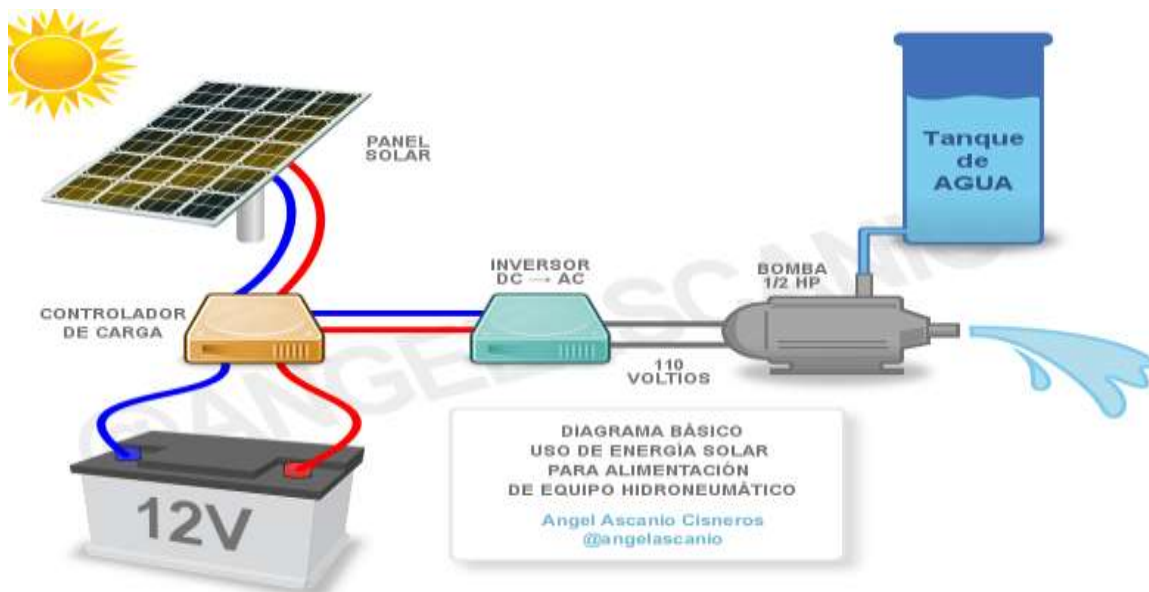 PANEL
SOLAR
Tanque
de
AGUA
INVERSOR
DC → AC
BOMBA
1/2 HP
CONTROLADOR
DE CARGA
110
VOLTIOS
12V
DIAGRAMA BÁSICO
USO DE ENERGÍA SOLAR
PARA ALIMENTACIÓN
DE EQUIPO HIDRONEUMÁTICO
Angel Ascanio Cisneros
@angelascanio
@ANGELASCANIO